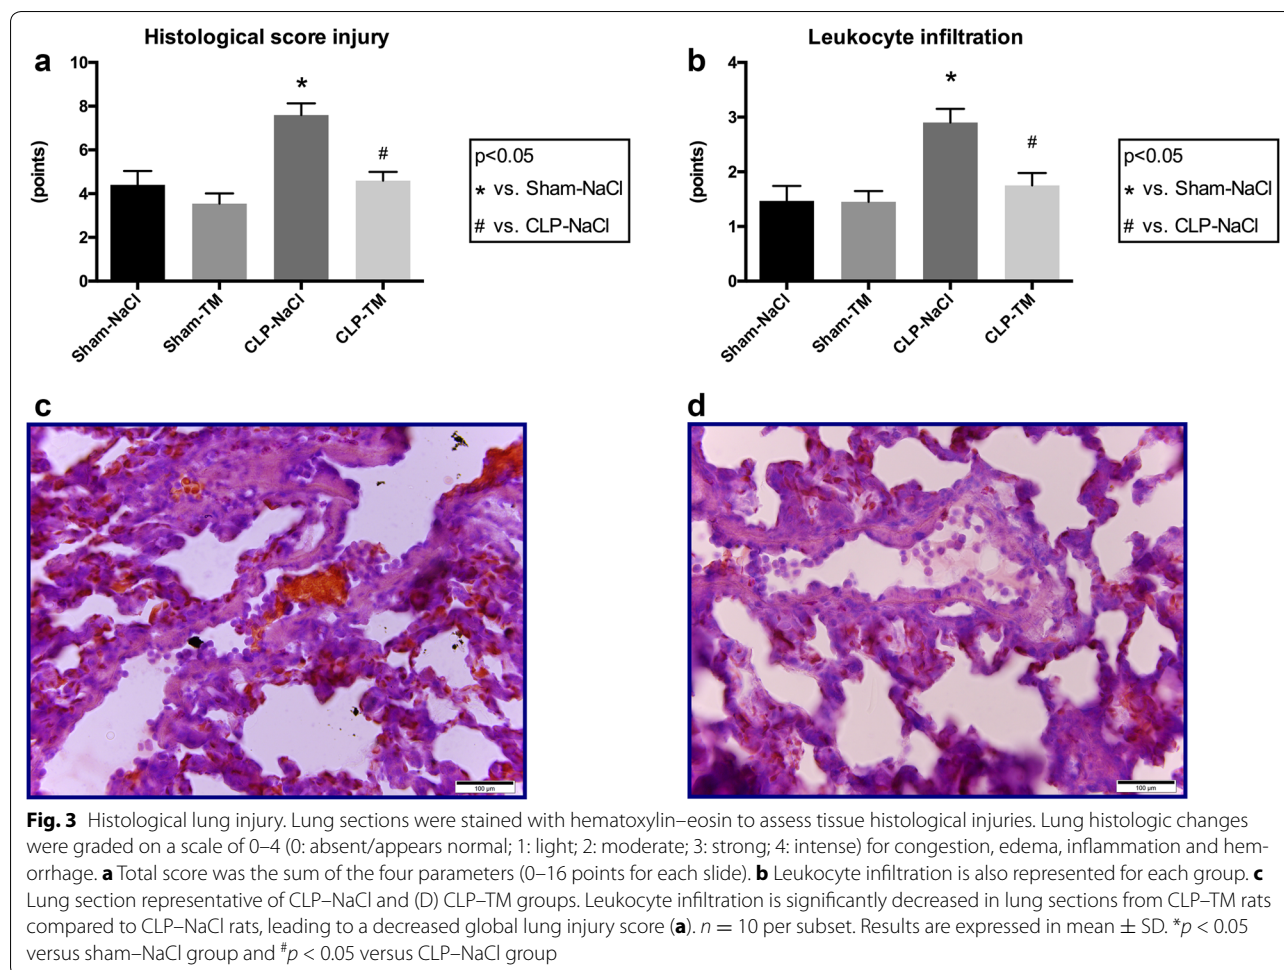 Histological score injury
a
10
8
6
4
2
0
(points)
*
#
Sham-NaCl
Sham-TM
CLP-NaCl
CLP-TM
p<0.05
* vs. Sham-NaCl
# vs. CLP-NaCl
Leukocyte infiltration
b
4
3
2
1
0
(points)
*
#
Sham-NaCl
Sham-TM
CLP-NaCl
CLP-TM
p<0.05
* vs. Sham-NaCl
# vs. CLP-NaCl
c
100 µm
d
100 µm
Fig. 3 Histological lung injury. Lung sections were stained with hematoxylin–eosin to assess tissue histological injuries. Lung histologic changes
were graded on a scale of 0–4 (0: absent/appears normal; 1: light; 2: moderate; 3: strong; 4: intense) for congestion, edema, inflammation and hem-
orrhage. a Total score was the sum of the four parameters (0–16 points for each slide). b Leukocyte infiltration is also represented for each group. c
Lung section representative of CLP–NaCl and (D) CLP–TM groups. Leukocyte infiltration is significantly decreased in lung sections from CLP–TM rats
compared to CLP–NaCl rats, leading to a decreased global lung injury score (a). n = 10 per subset. Results are expressed in mean ± SD. *p < 0.05
versus sham–NaCl group and #p < 0.05 versus CLP–NaCl group